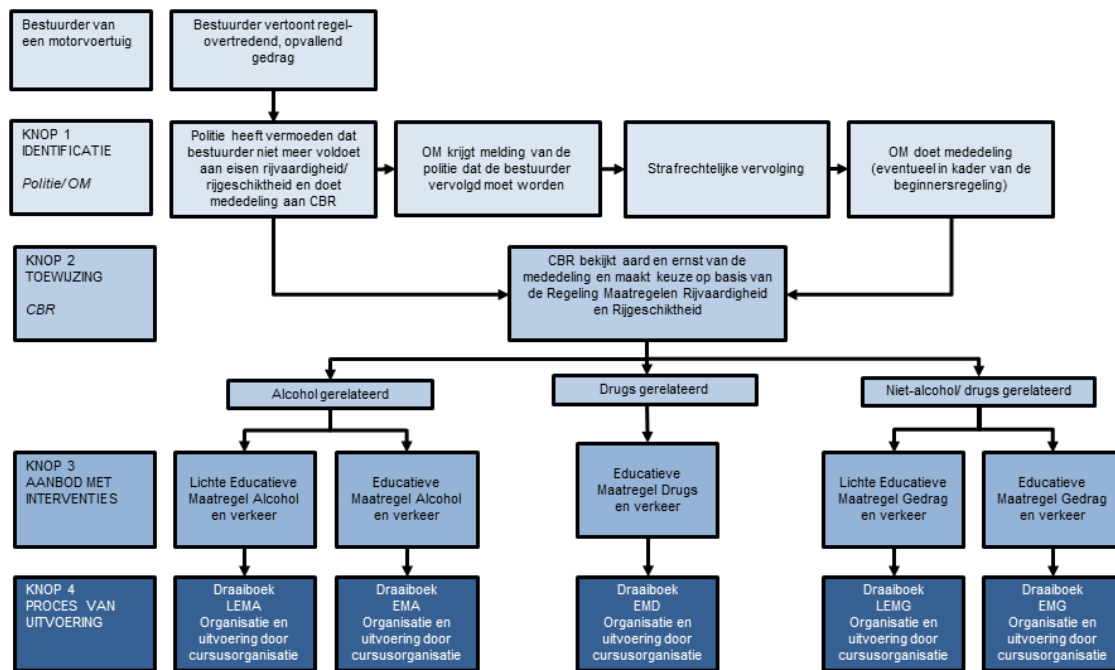 Bestuurder van
een motorvoertuig
Bestuurder vertoont regel-
overtredend, opvallend
gedrag
KNOP 1
IDENTIFICATIE
Politie/ OM
Politie heeft vermoeden dat
bestuurder niet meer voldoet
aan eisen rijvaardigheid/
rijgeschiktheid en doet
mededeling aan CBR
OM krijgt melding van de
politie dat de bestuurder
vervolgd moet worden
Strafrechtelijke vervolging
OM doet mededeling
(eventueel in kader van de
beginnersregeling)
KNOP 2
TOEWIJZING
CBR
CBR bekijkt aard en ernst van de
mededeling en maakt keuze op basis van
de Regeling Maatregelen Rijvaardigheid
en Rijgeschiktheid
Alcohol gerelateerd
Drugs gerelateerd
Niet-alcohol/ drugs gerelateerd
KNOP 3
AANBOD MET
INTERVENTIES
Lichte Educatieve
Maatregel Alcohol
en verkeer
Educatieve
Maatregel Alcohol
en verkeer
Educatieve
Maatregel Drugs
en verkeer
Lichte Educatieve
Maatregel Gedrag
en verkeer
Educatieve
Maatregel Gedrag
en verkeer
KNOP 4
PROCES VAN
UITVOERING
Draaiboek
LEMA
Organisatie en
uitvoering door
cursusorganisatie
Draaiboek
EMA
Organisatie en
uitvoering door
cursusorganisatie
Draaiboek
EMD
Organisatie en
uitvoering door
cursusorganisatie
Draaiboek
LEMG
Organisatie en
uitvoering door
cursusorganisatie
Draaiboek
EMG
Organisatie en
uitvoering door
cursusorganisatie